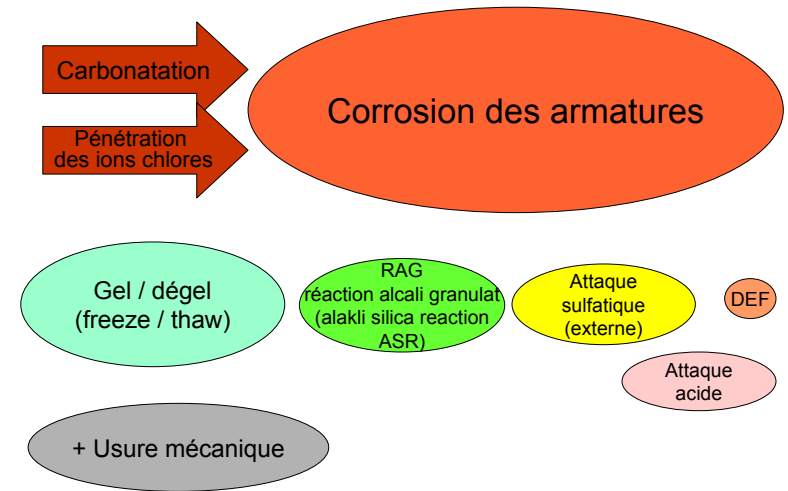 Carbonatation
Corrosion des armatures
Pénétration
des ions chlores
Gel / dégel
(freeze / thaw)
RAG
réaction alcali granulat
(alakli silica reaction
ASR)
Attaque
sulfatique
(externe)
DEF
Attaque
acide
+ Usure mécanique